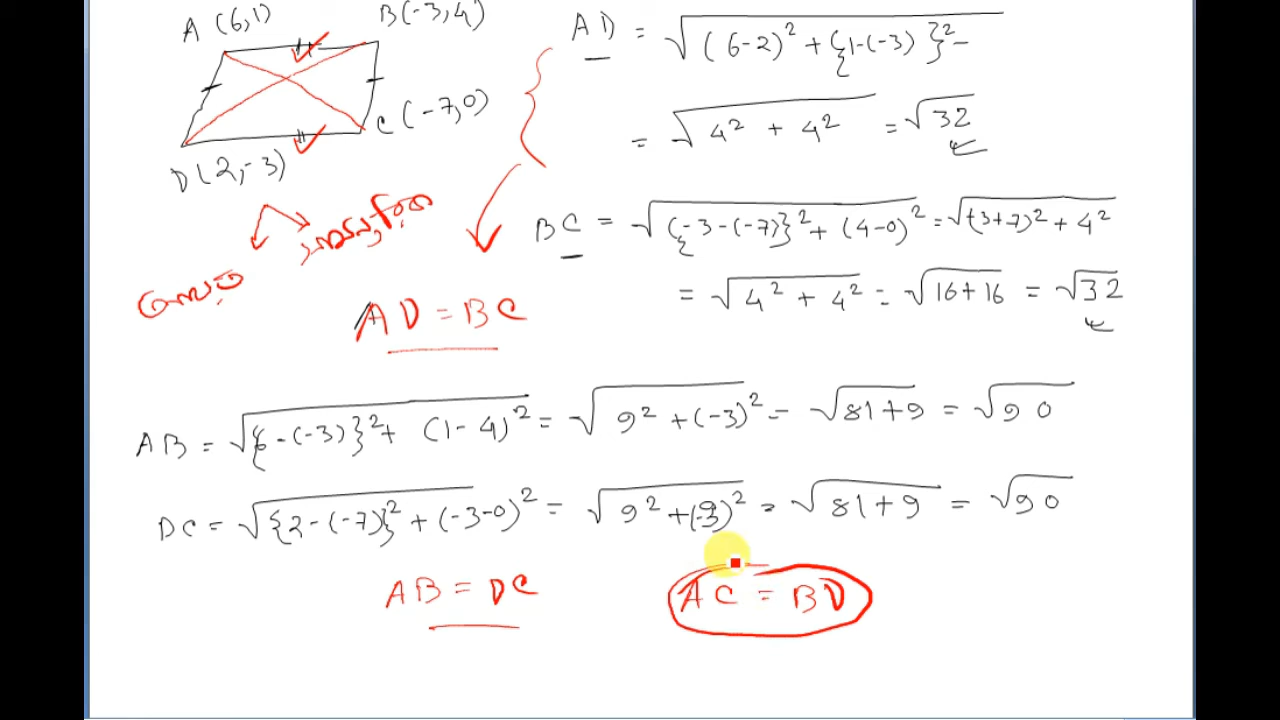 A (6,1)
B(-3,4)
AD = √(6-2)² + {1-(-3)}²
C (-7,0)
= √4² + 4² = √32
D(2,-3)
BC = √{-3-(-7)}² + (4-0)² = √(-3+7)² + 4²
= √4² + 4² = √16+16 = √32
AD = BC
AB = √{6-(-3)}² + (1-4)² = √9² + (-3)² = √81+9 = √90
DC = √{2-(-7)}² + (-3-0)² = √9² + (-3)² = √81+9 = √90
AB = DC
AC = BD